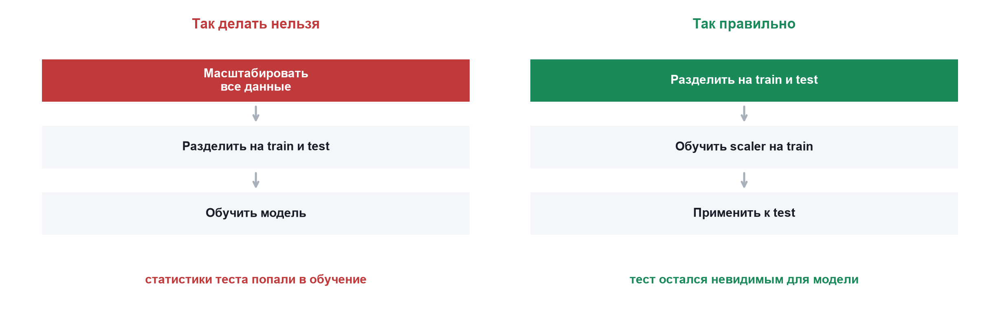 Так делать нельзя
Масштабировать
все данные
Разделить на train и test
Обучить модель
статистики теста попали в обучение
Так правильно
Разделить на train и test
Обучить scaler на train
Применить к test
тест остался невидимым для модели